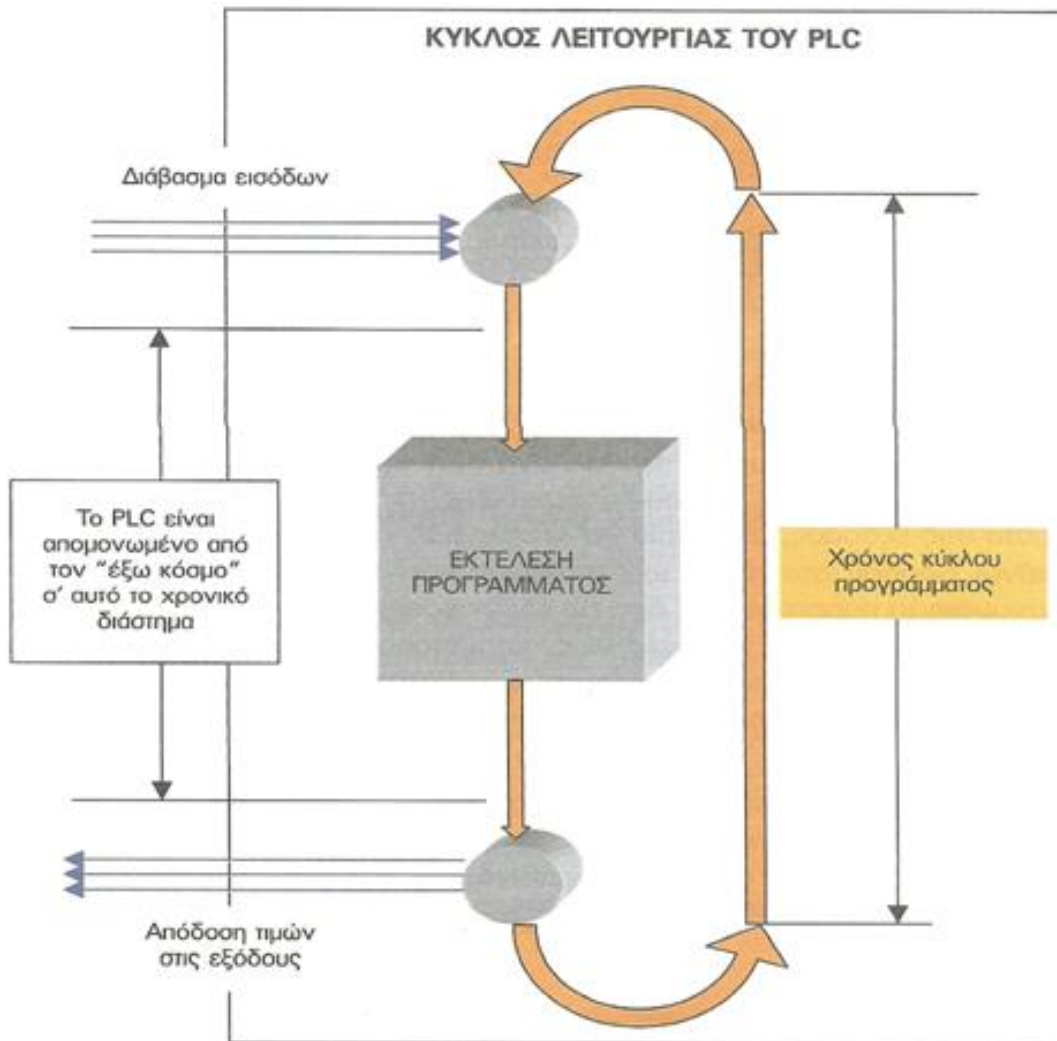 ΚΥΚΛΟΣ ΛΕΙΤΟΥΡΓΙΑΣ ΤΟΥ PLC
Διάβασμα εισόδων
Το PLC είναι
απομονωμένο από
τον "έξω κόσμο"
σ' αυτό το χρονικό
διάστημα
ΕΚΤΕΛΕΣΗ
ΠΡΟΓΡΑΜΜΑΤΟΣ
Χρόνος κύκλου
προγράμματος
Απόδοση τιμών
στις εξόδους